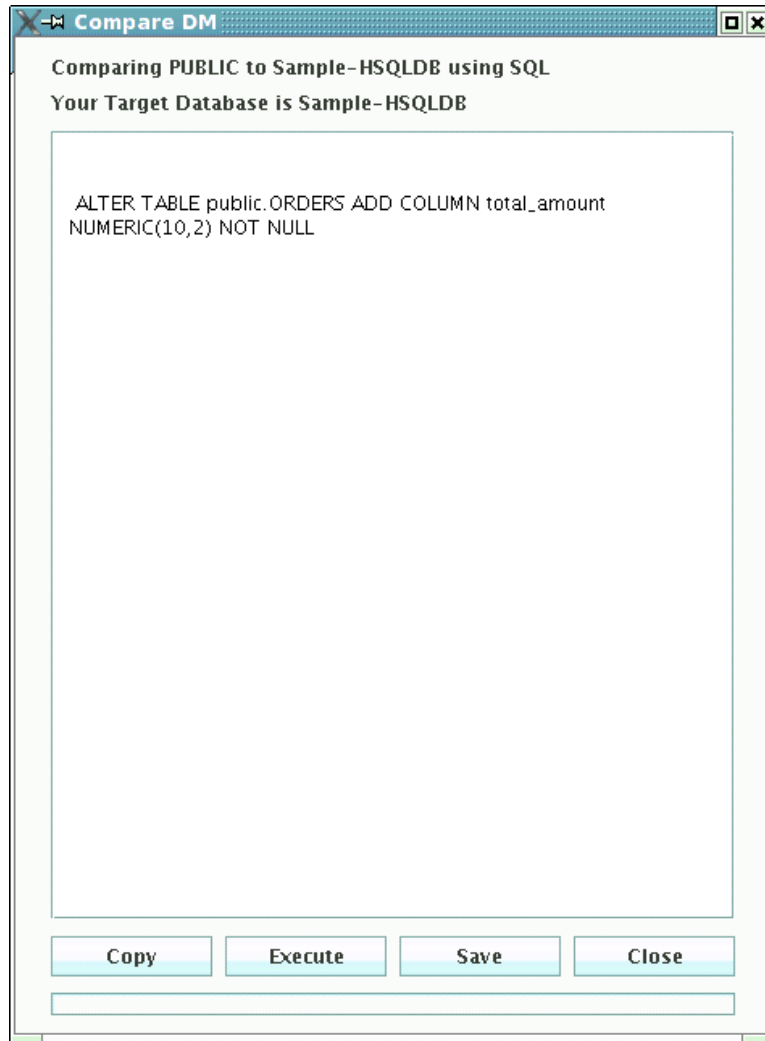 Compare DM
Comparing PUBLIC to Sample-HSQLDB using SQL
Your Target Database is Sample-HSQLDB
ALTER TABLE public.ORDERS ADD COLUMN total_amount
NUMERIC(10,2) NOT NULL
Copy Execute Save Close